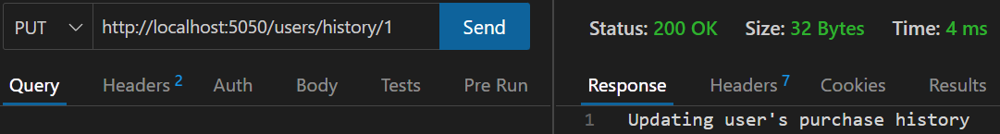 PUT http://localhost:5050/users/history/1 Send
Query Headers 2 Auth Body Tests Pre Run
Status: 200 OK Size: 32 Bytes Time: 4 ms
Response Headers 7 Cookies Results
1 Updating user's purchase history